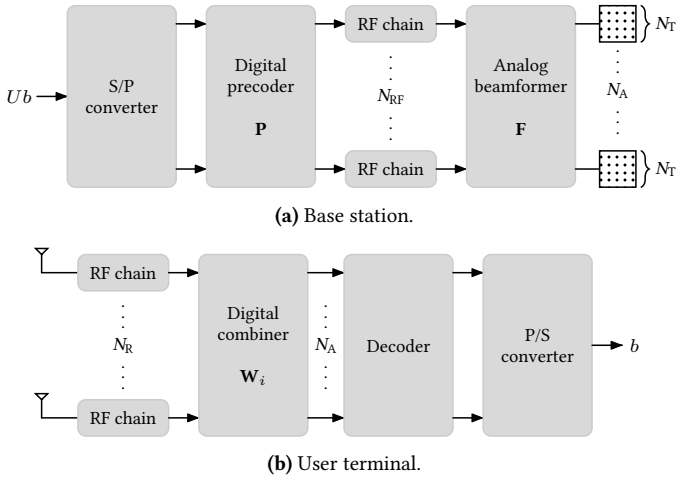 Ub
S/P
converter
Digital
precoder
P
RF chain
N_RF
RF chain
Analog
beamformer
F
N_T
N_A
N_T
(a) Base station.
RF chain
N_R
RF chain
Digital
combiner
W_i
N_A
Decoder
P/S
converter
b
(b) User terminal.